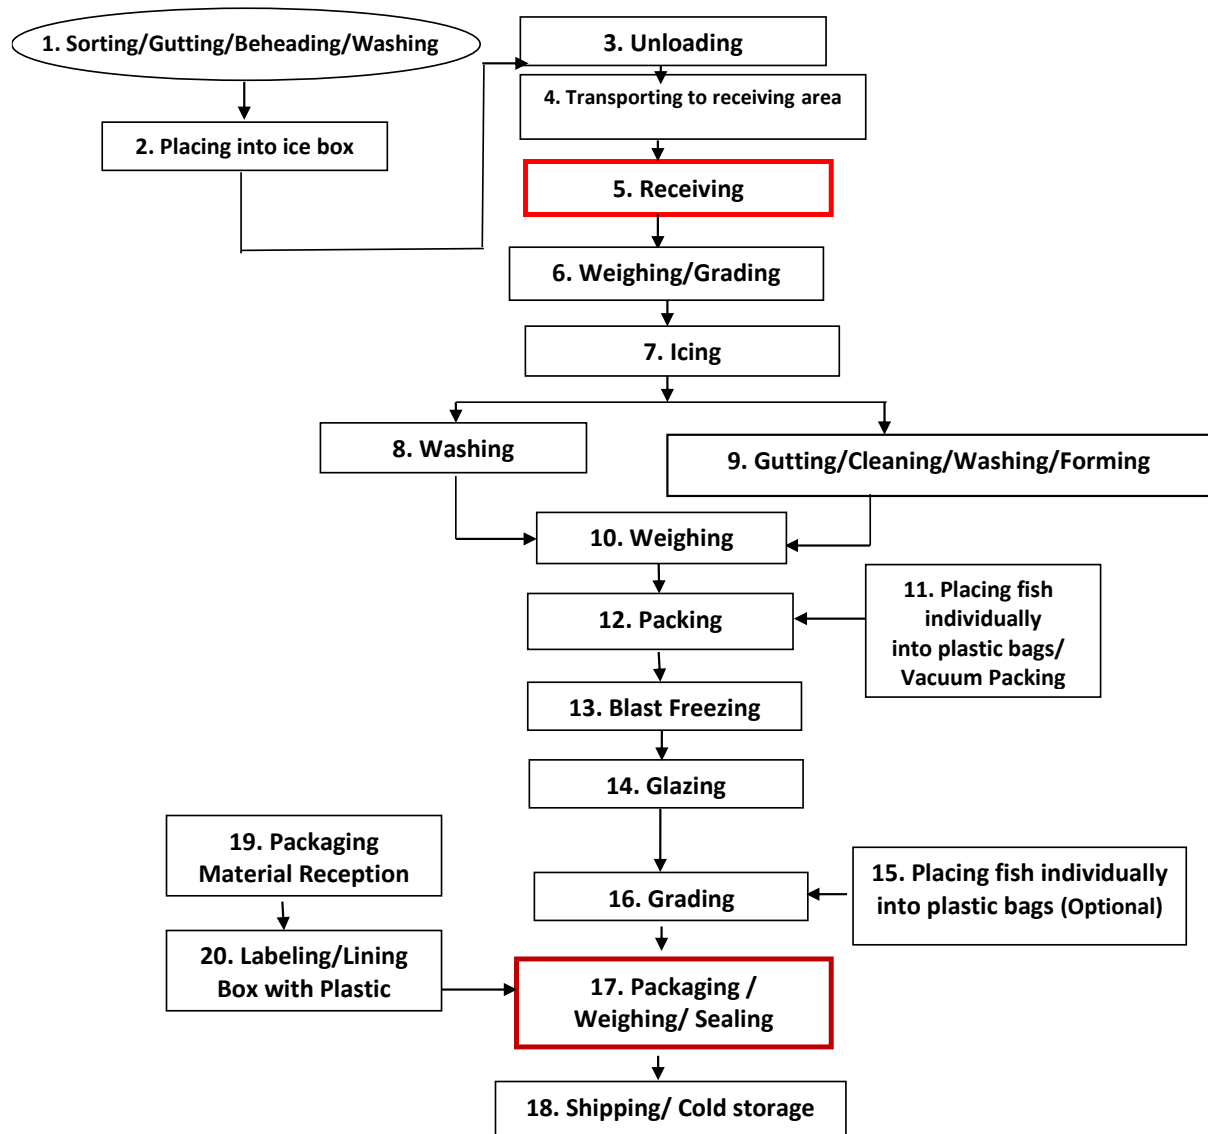 1. Sorting/Gutting/Beheading/Washing
2. Placing into ice box
3. Unloading
4. Transporting to receiving area
5. Receiving
6. Weighing/Grading
7. Icing
8. Washing
9. Gutting/Cleaning/Washing/Forming
10. Weighing
11. Placing fish
individually
into plastic bags/
Vacuum Packing
12. Packing
13. Blast Freezing
14. Glazing
19. Packaging
Material Reception
15. Placing fish individually
into plastic bags (Optional)
16. Grading
20. Labeling/Lining
Box with Plastic
17. Packaging /
Weighing/ Sealing
18. Shipping/ Cold storage